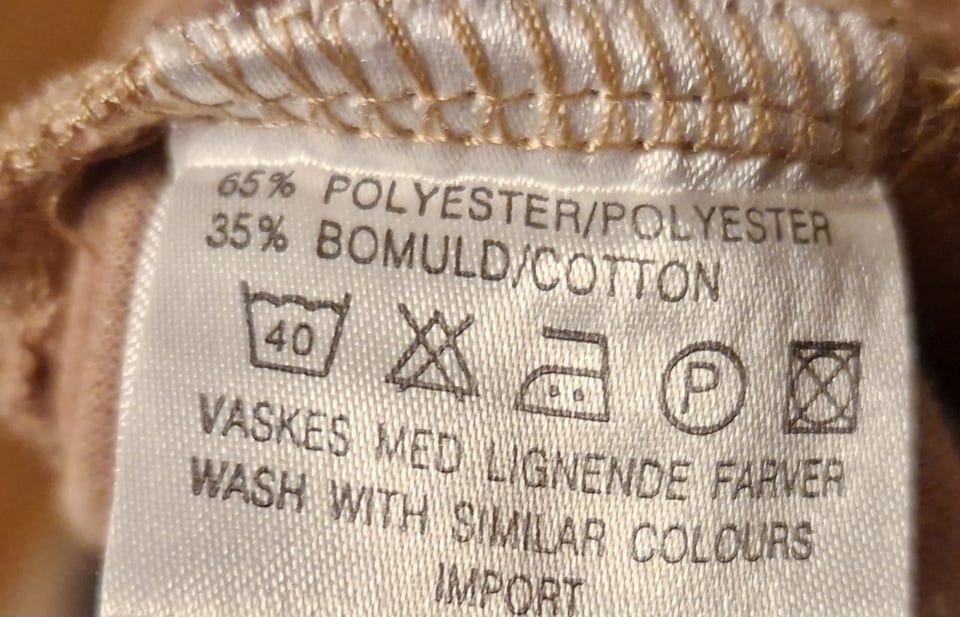 65% POLYESTER/POLYESTER
35% BOMULD/COTTON
40 P
VASKES MED LIGNENDE FARVER
WASH WITH SIMILAR COLOURS
IMPORT